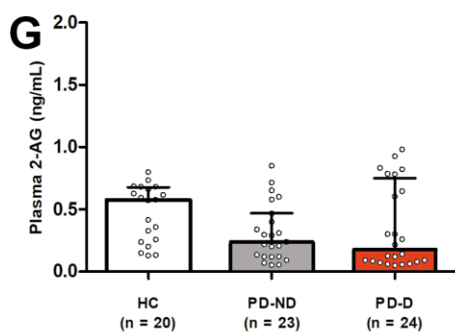 G
Plasma 2-AG (ng/mL)
2.0
1.5
1.0
0.5
0.0
HC PD-ND PD-D
(n = 20) (n = 23) (n = 24)